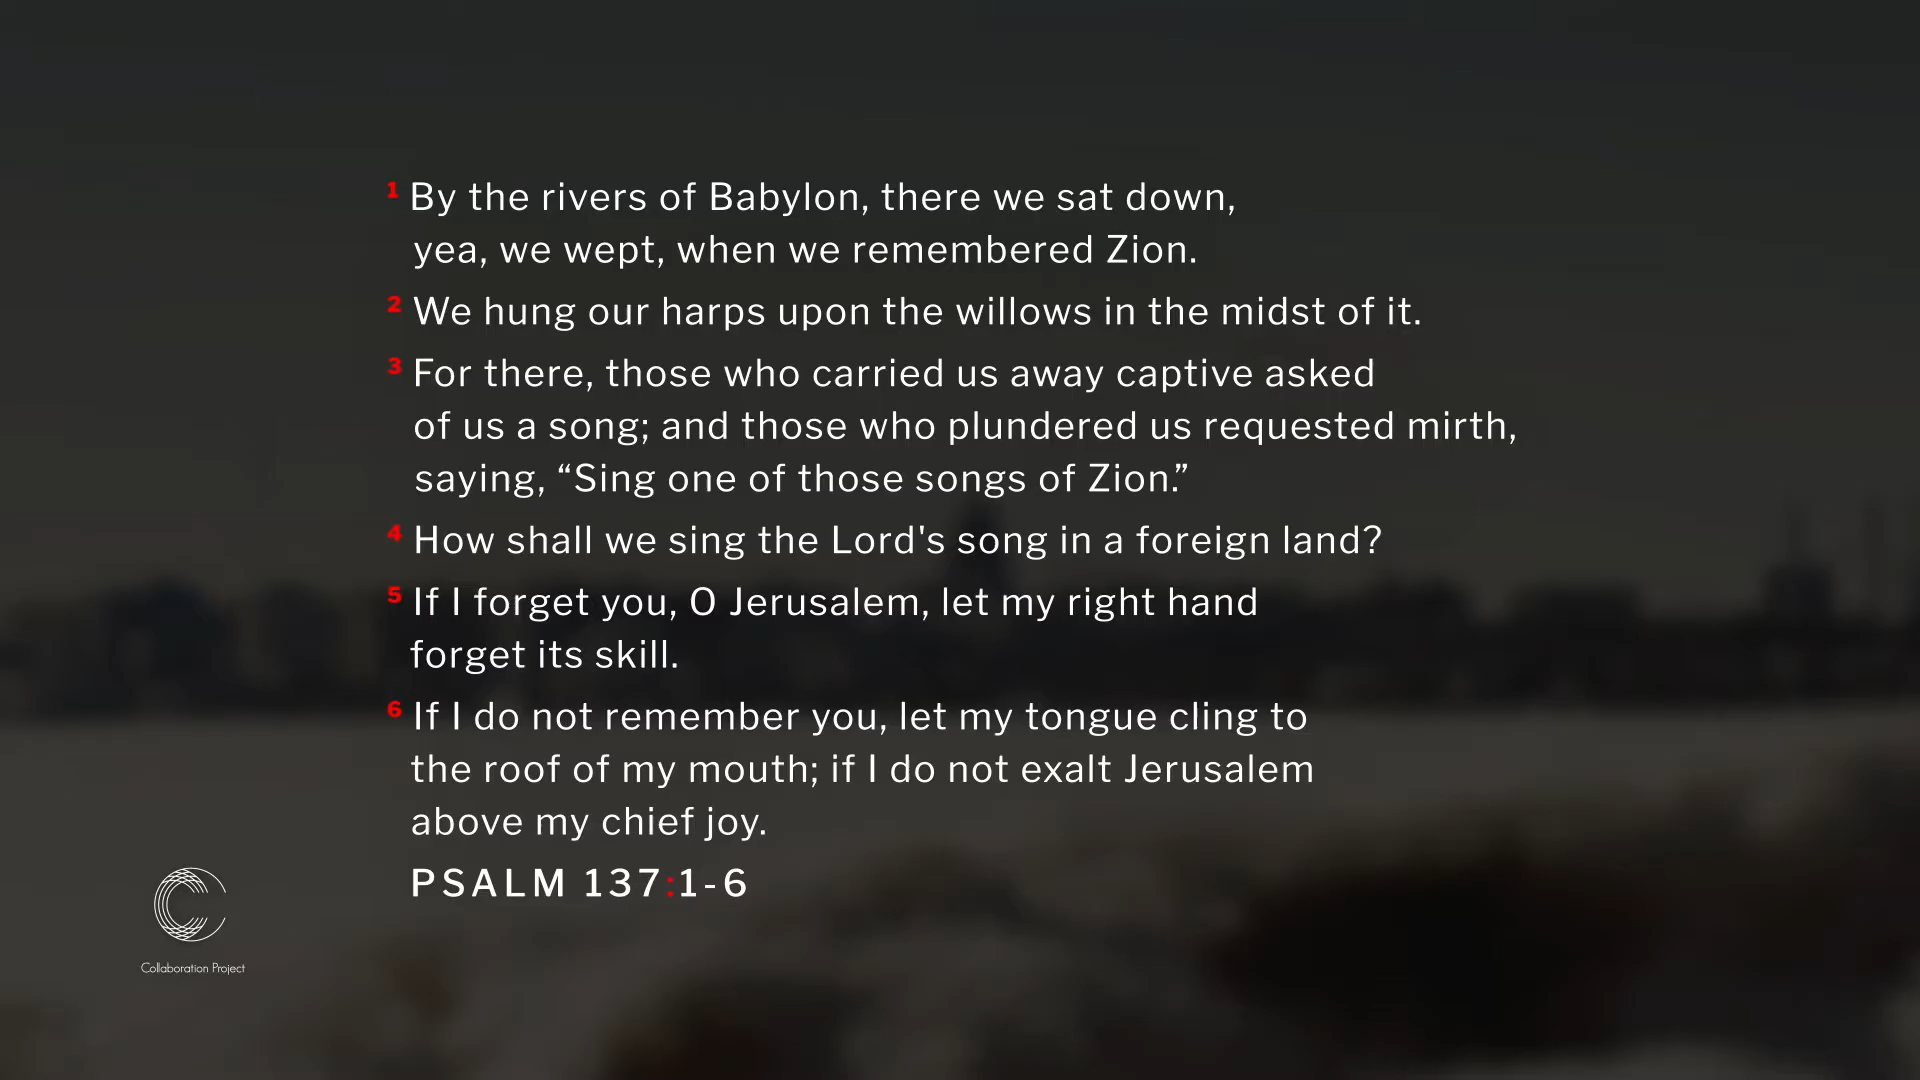 1 By the rivers of Babylon, there we sat down,
yea, we wept, when we remembered Zion.
2 We hung our harps upon the willows in the midst of it.
3 For there, those who carried us away captive asked
of us a song; and those who plundered us requested mirth,
saying, “Sing one of those songs of Zion.”
4 How shall we sing the Lord's song in a foreign land?
5 If I forget you, O Jerusalem, let my right hand
forget its skill.
6 If I do not remember you, let my tongue cling to
the roof of my mouth; if I do not exalt Jerusalem
above my chief joy.
PSALM 137:1-6
Collaboration Project